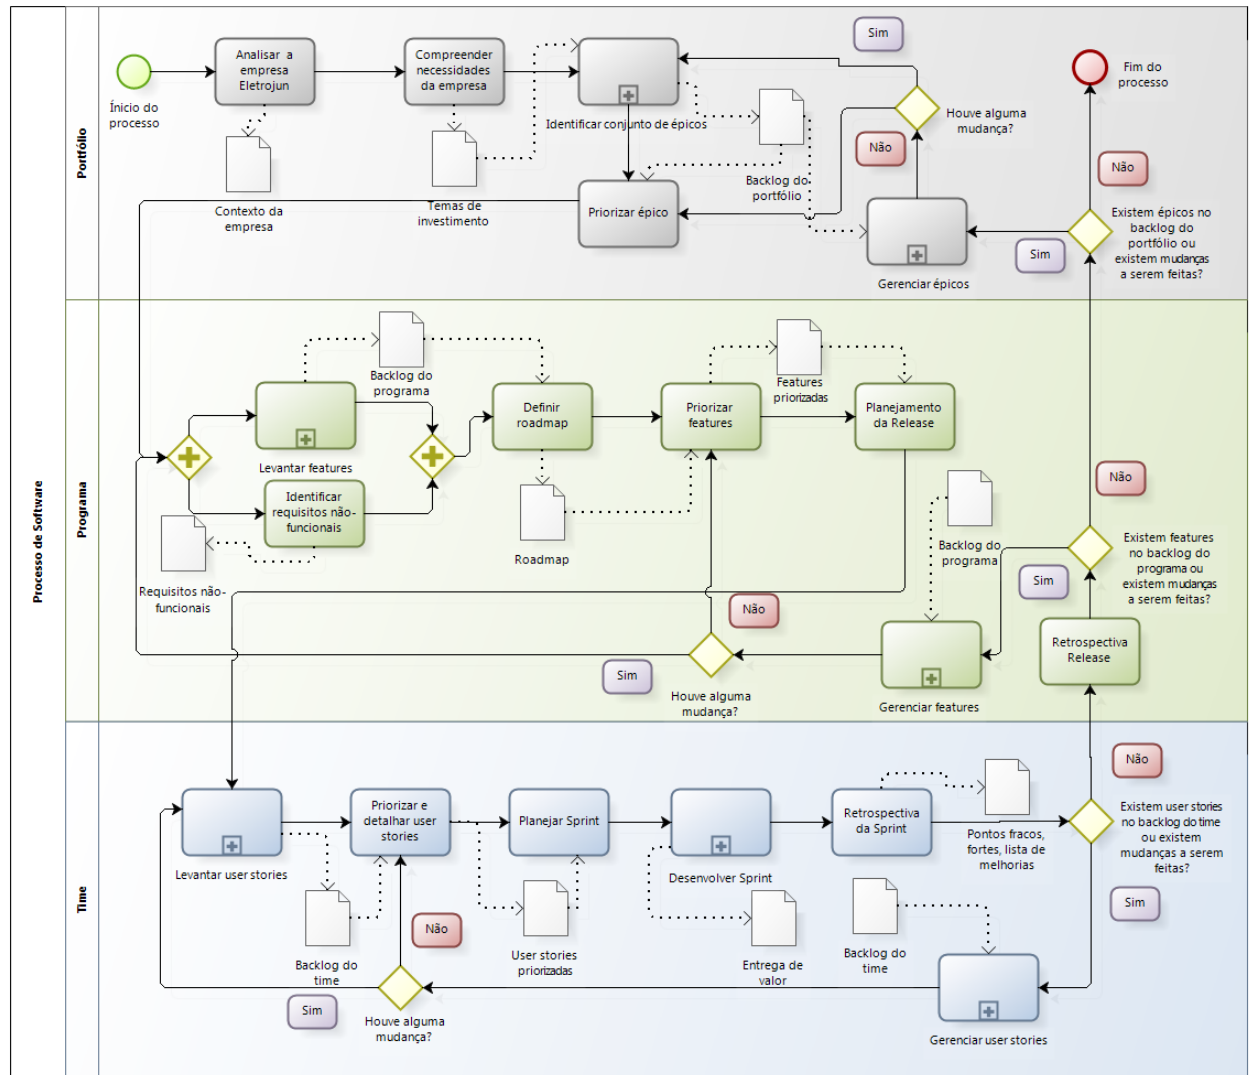 Processo de Software
Portfólio
Ínicio do
processo
Analisar a
empresa
Eletrojun
Contexto da
empresa
Compreender
necessidades
da empresa
Temas de
investimento
Identificar conjunto de épicos
Priorizar épico
Backlog do
portfólio
Sim
Houve alguma
mudança?
Não
Gerenciar épicos
Fim do
processo
Não
Existem épicos no
backlog do
portfólio ou
existem mudanças
a serem feitas?
Sim
Programa
Levantar features
Identificar
requisitos não-
funcionais
Requisitos não-
funcionais
Backlog do
programa
Definir
roadmap
Roadmap
Priorizar
features
Features
priorizadas
Planejamento
da Release
Backlog do
programa
Não
Existem features
no backlog do
programa ou
existem mudanças
a serem feitas?
Sim
Não
Sim
Houve alguma
mudança?
Gerenciar features
Retrospectiva
Release
Time
Levantar user stories
Priorizar e
detalhar user
stories
Planejar Sprint
Desenvolver Sprint
Retrospectiva
da Sprint
Pontos fracos,
fortes, lista de
melhorias
Não
Existem user stories
no backlog do time
ou existem
mudanças a serem
feitas?
Sim
Backlog do
time
Não
User stories
priorizadas
Entrega de
valor
Backlog do
time
Sim
Houve alguma
mudança?
Gerenciar user stories